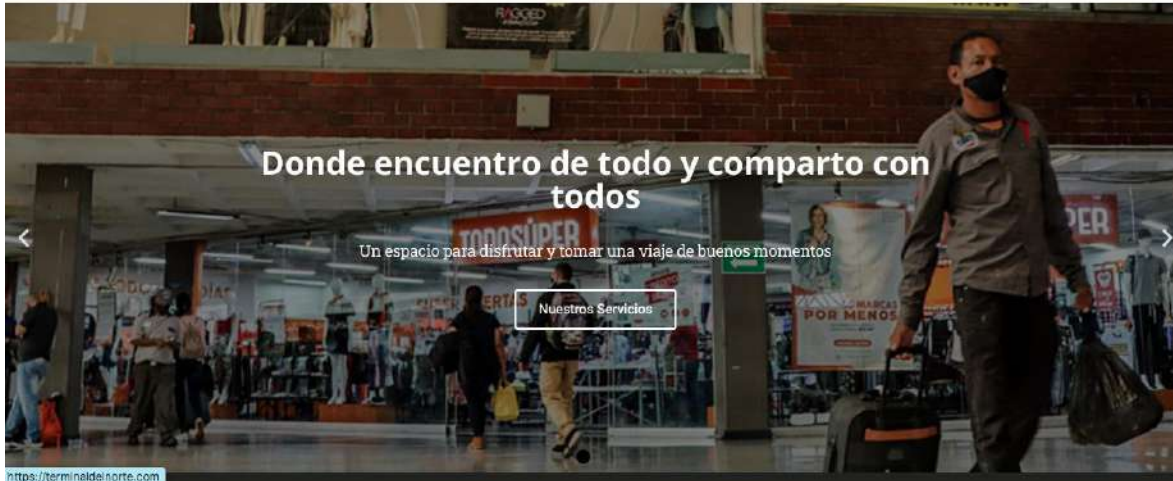 RAGGED
Donde encuentro de todo y comparto con
todos
TODOSÚPER
Un espacio para disfrutar y tomar una viaje de buenos momentos
Nuestros Servicios
MARCAS
POR MENOS
https://terminaldelnorte.com